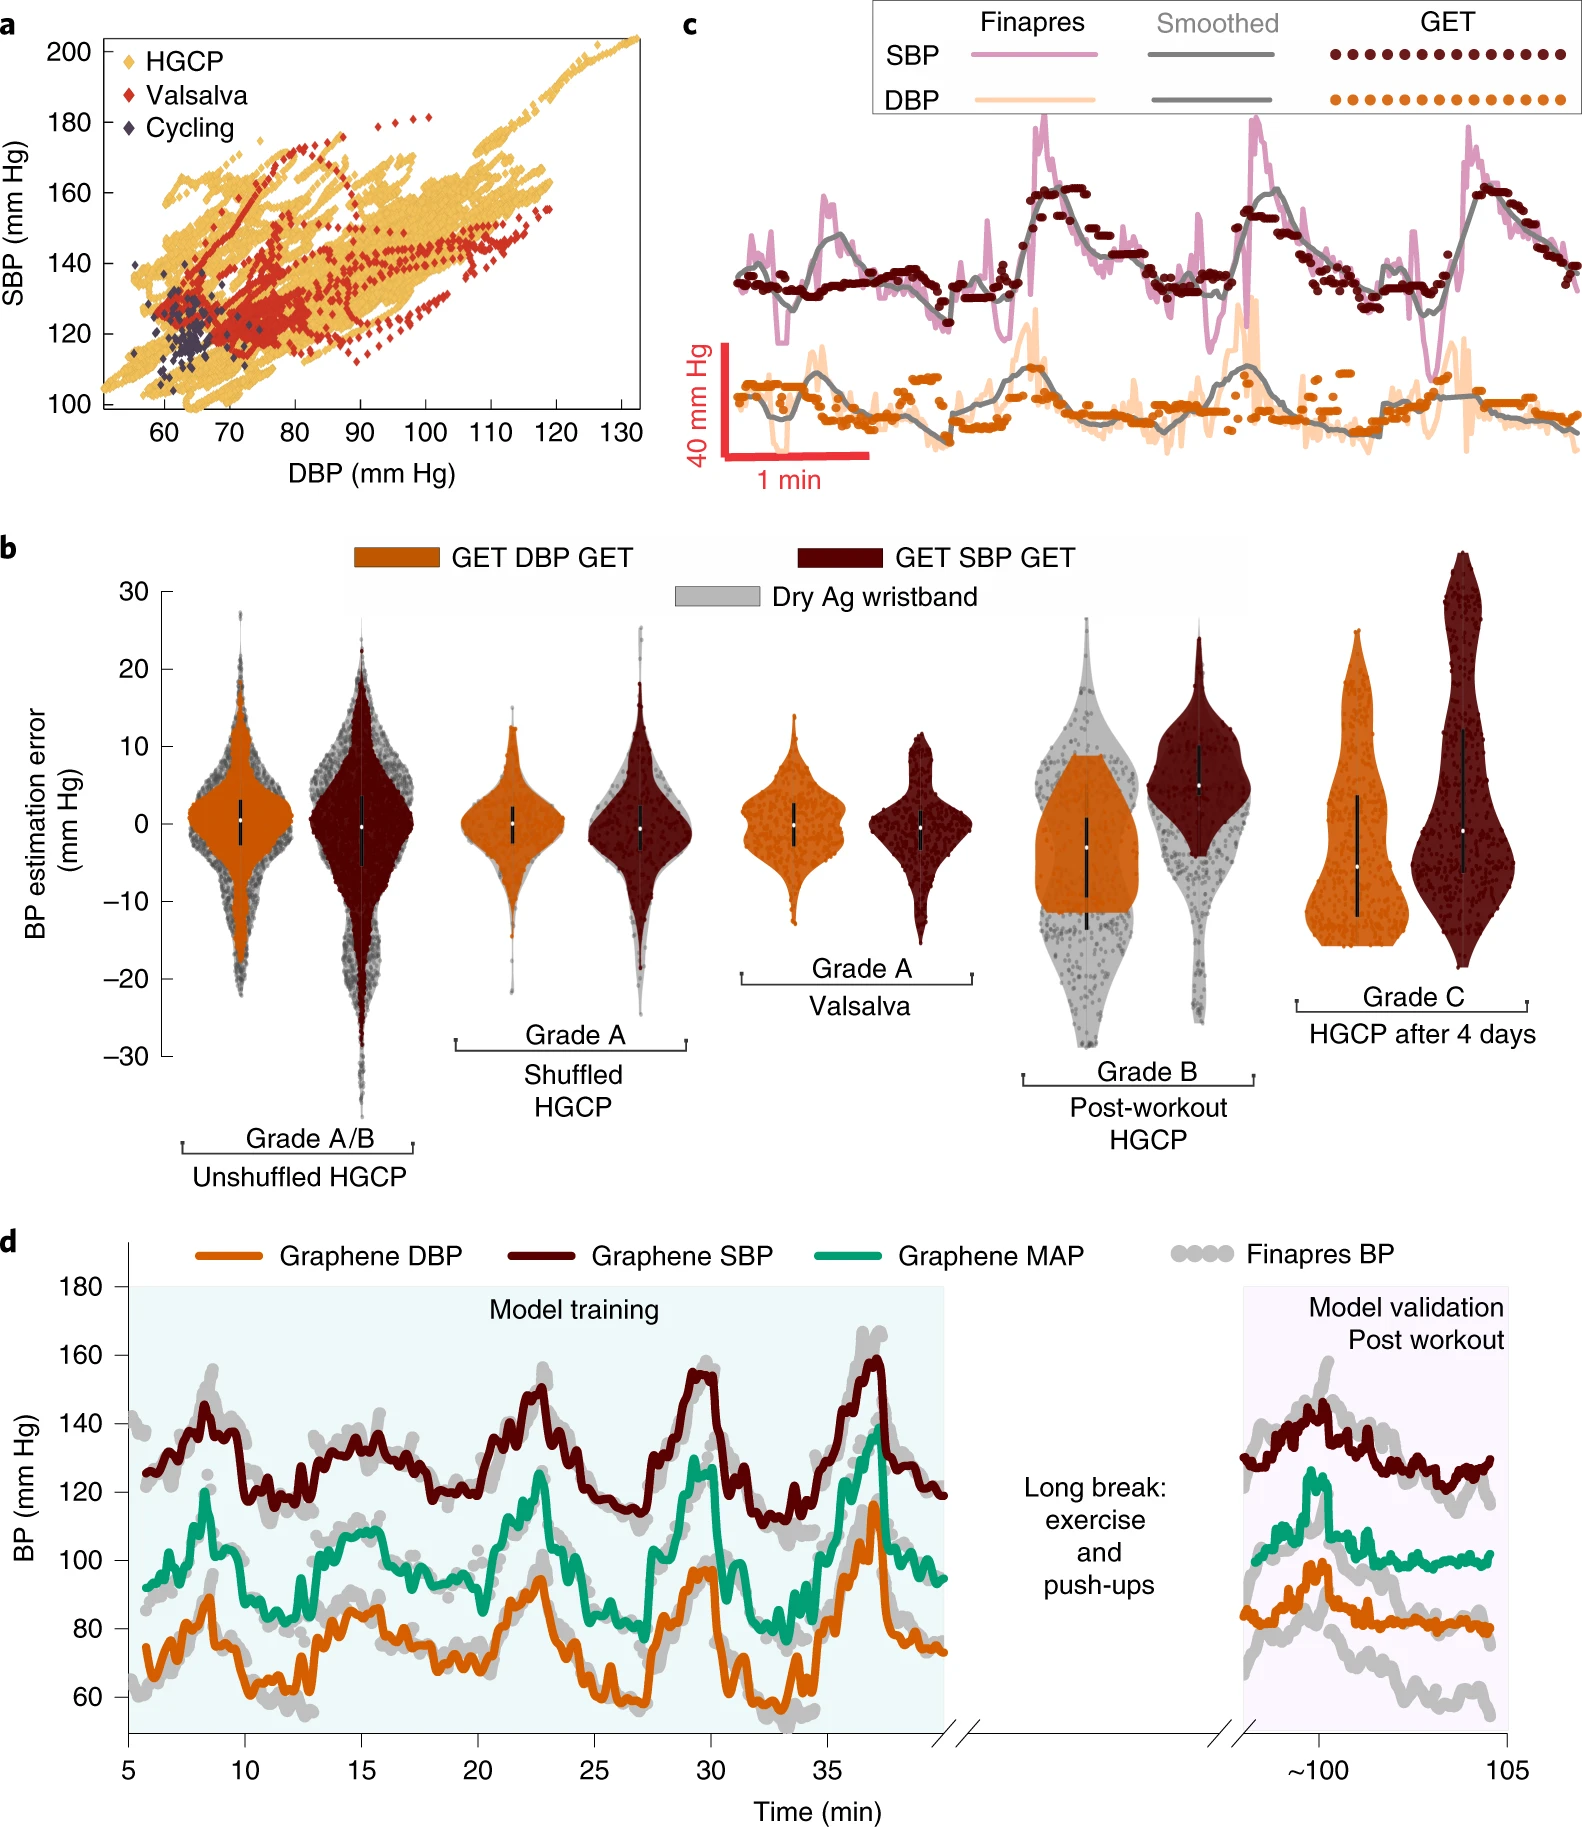 a
200
180
160
140
120
100
SBP (mm Hg)
HGCP
Valsalva
Cycling
60 70 80 90 100 110 120 130
DBP (mm Hg)
c
Finapres Smoothed GET
SBP
DBP
40 mm Hg
1 min
b
GET DBP GET GET SBP GET
Dry Ag wristband
30
20
10
0
−10
−20
−30
BP estimation error
(mm Hg)
Grade A/B
Unshuffled HGCP
Grade A
Shuffled
HGCP
Grade A
Valsalva
Grade B
Post-workout
HGCP
Grade C
HGCP after 4 days
d
Graphene DBP Graphene SBP Graphene MAP Finapres BP
180
160
140
120
100
80
60
BP (mm Hg)
Model training
Long break:
exercise
and
push-ups
Model validation
Post workout
5 10 15 20 25 30 35 ~100 105
Time (min)